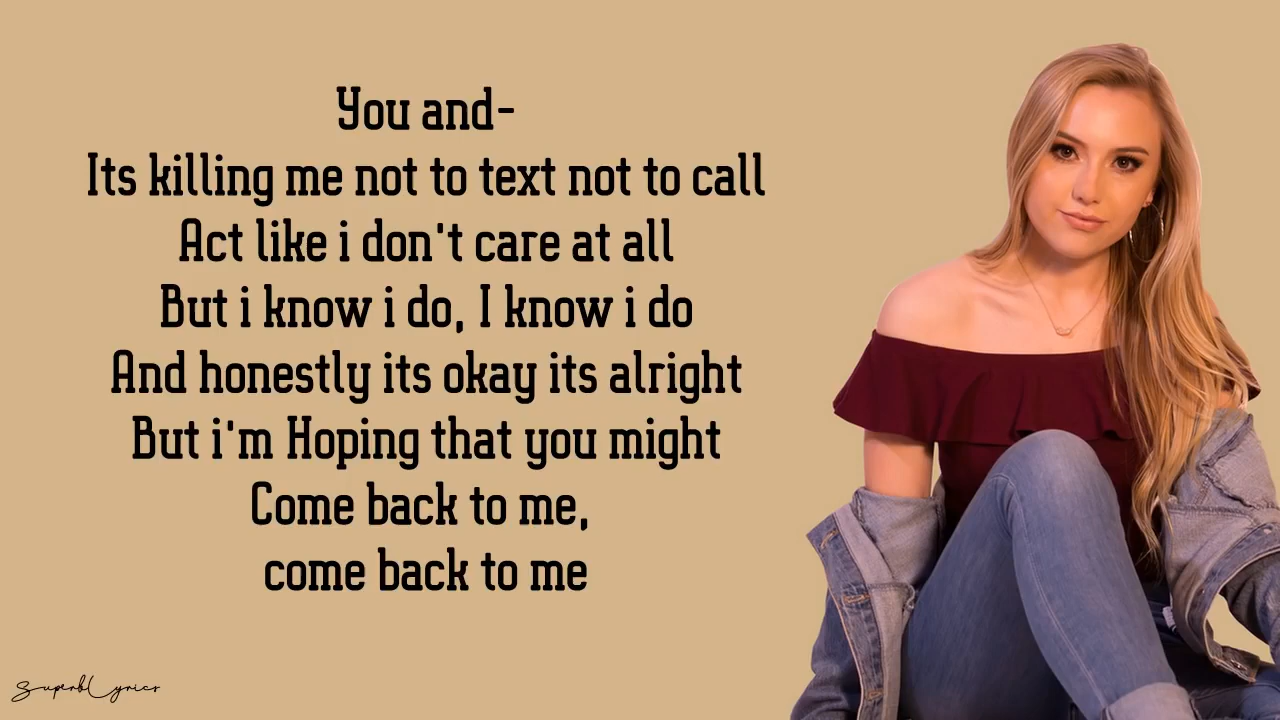 You and-
Its killing me not to text not to call
Act like i don't care at all
But i know i do, I know i do
And honestly its okay its alright
But i'm Hoping that you might
Come back to me,
come back to me
SuperbLyrics